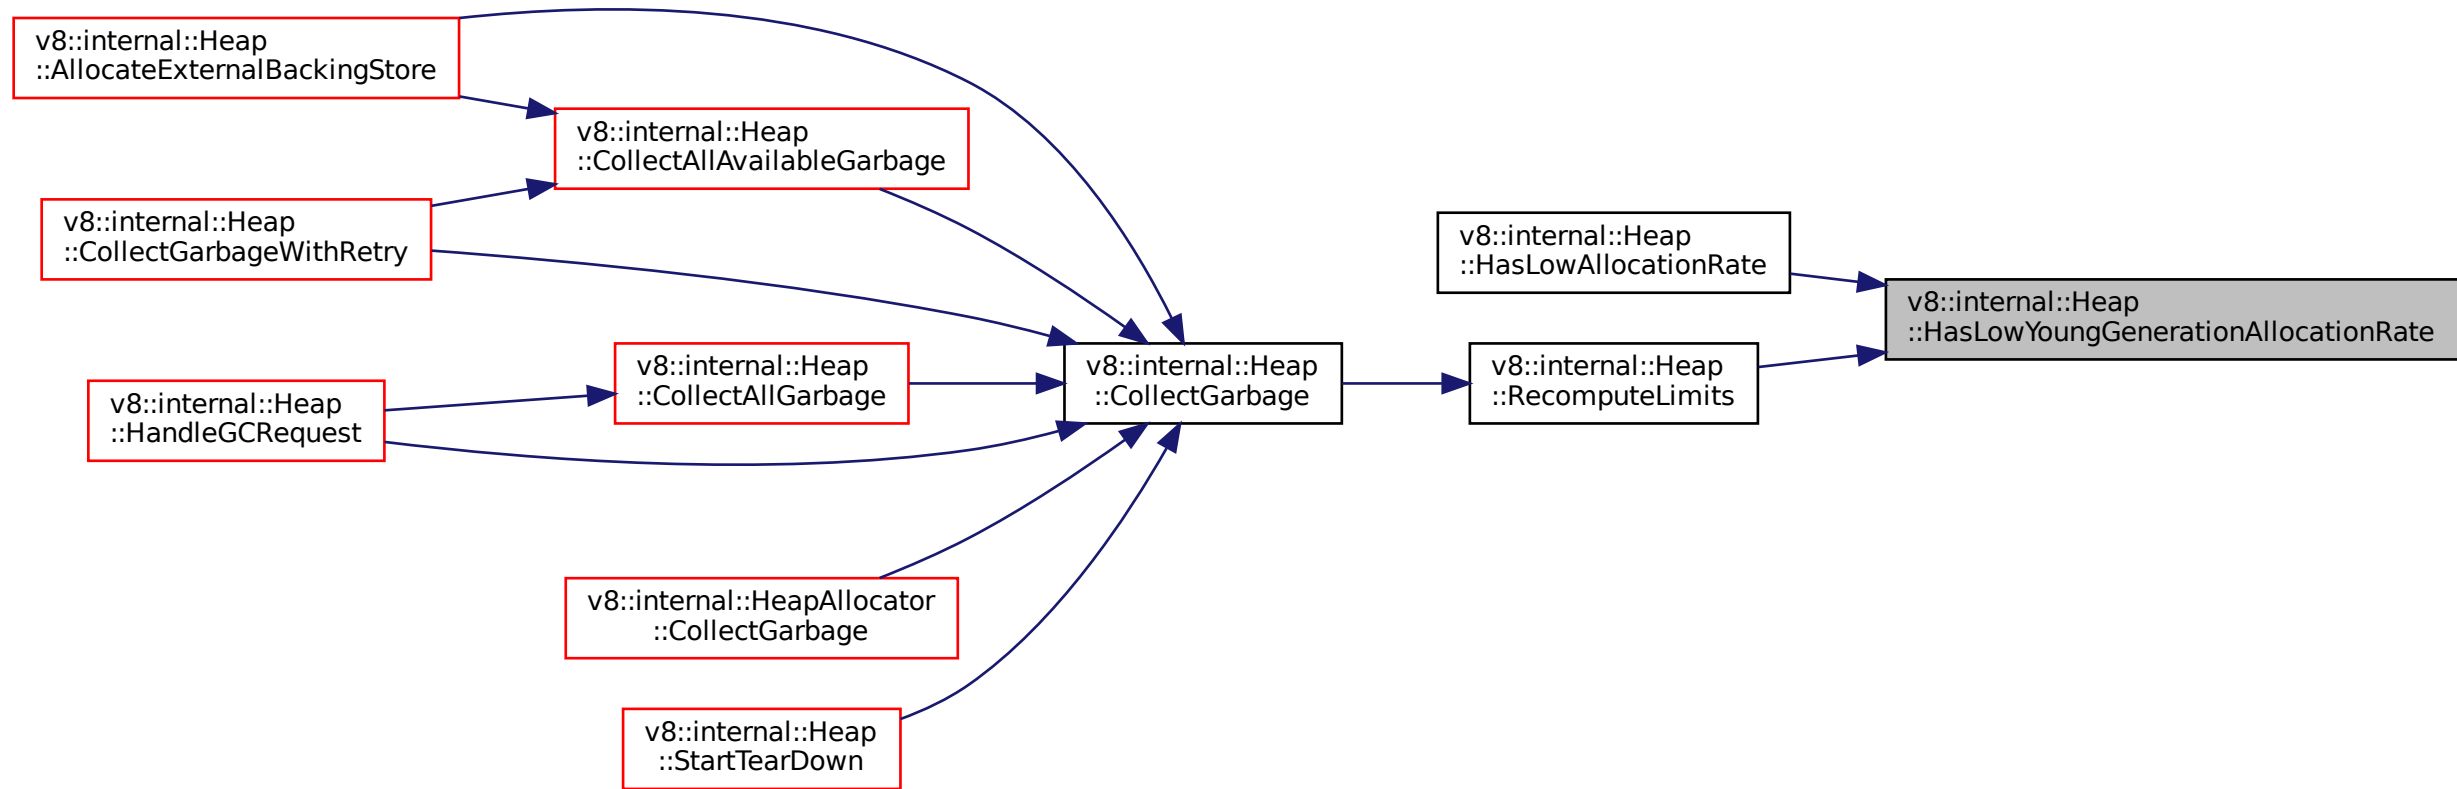 v8::internal::Heap
::AllocateExternalBackingStore
v8::internal::Heap
::CollectAllAvailableGarbage
v8::internal::Heap
::CollectGarbageWithRetry
v8::internal::Heap
::HasLowAllocationRate
v8::internal::Heap
::HasLowYoungGenerationAllocationRate
v8::internal::Heap
::CollectAllGarbage
v8::internal::Heap
::CollectGarbage
v8::internal::Heap
::RecomputeLimits
v8::internal::Heap
::HandleGCRequest
v8::internal::HeapAllocator
::CollectGarbage
v8::internal::Heap
::StartTearDown